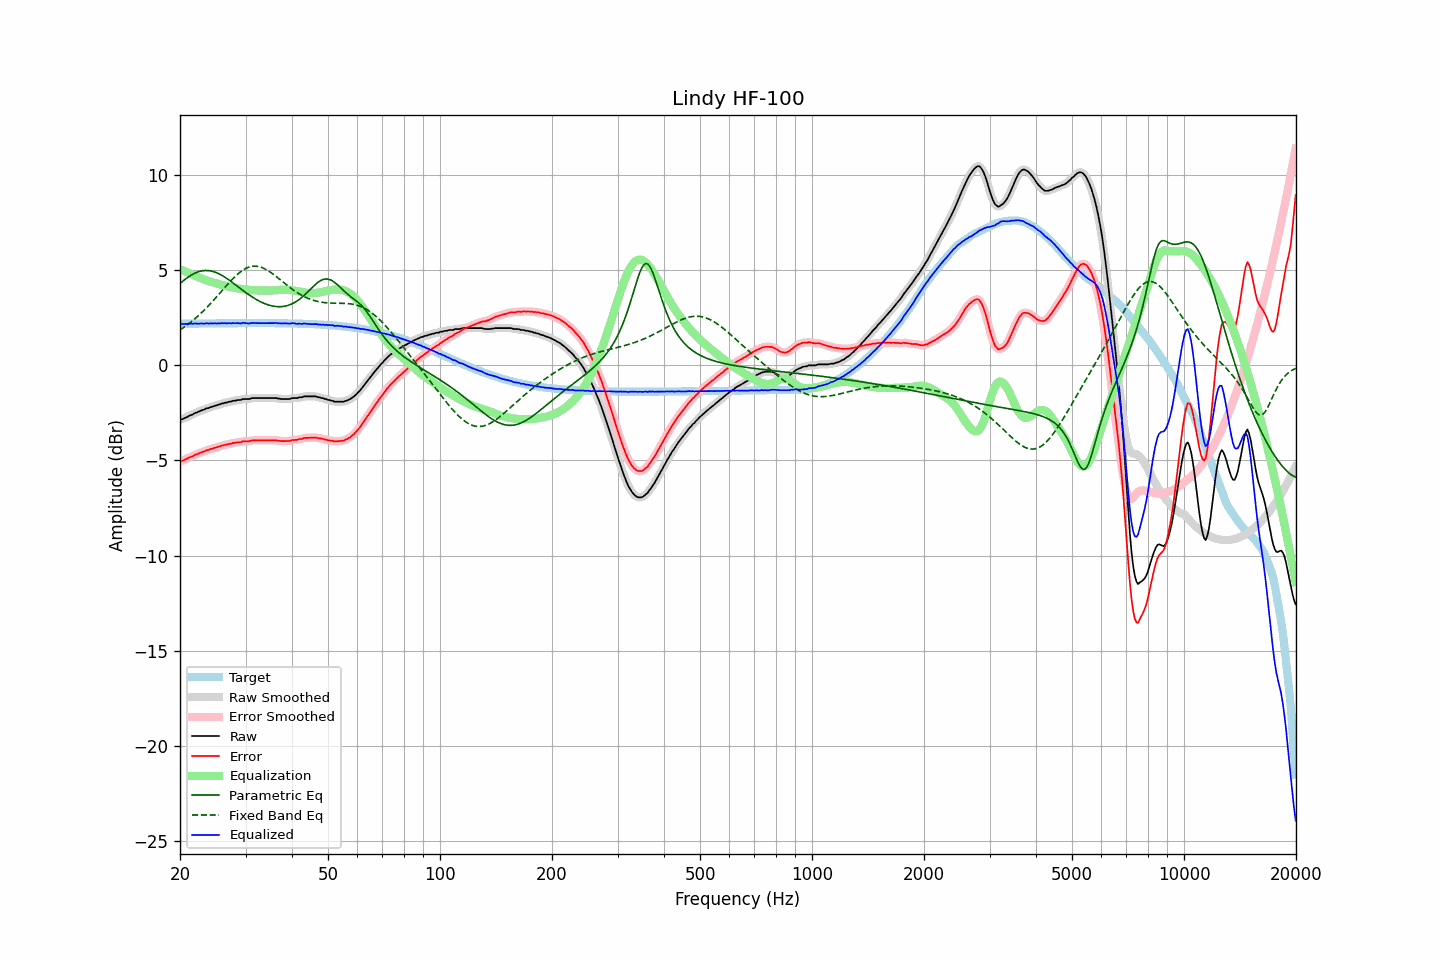 Lindy HF-100
Amplitude (dBr)
10
5
0
−5
−10
−15
−20
−25
Target
Raw Smoothed
Error Smoothed
Raw
Error
Equalization
Parametric Eq
Fixed Band Eq
Equalized
20 50 100 200 500 1000 2000 5000 10000 20000
Frequency (Hz)